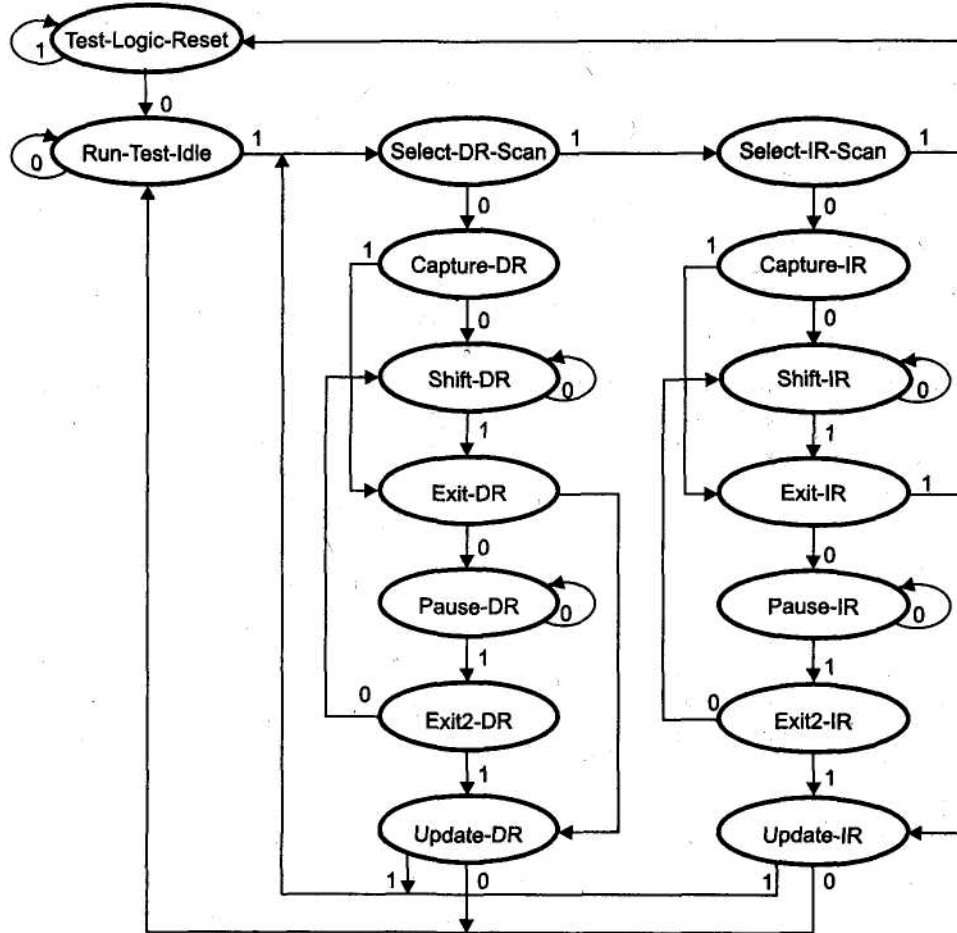 Test-Logic-Reset
1
0
Run-Test-Idle
0
1
Select-DR-Scan
1
Select-IR-Scan
1
0
0
1
Capture-DR
1
Capture-IR
0
0
Shift-DR
0
Shift-IR
0
1
1
Exit-DR
Exit-IR
1
0
0
Pause-DR
0
Pause-IR
0
1
1
0
Exit2-DR
0
Exit2-IR
1
1
Update-DR
Update-IR
1
0
1
0